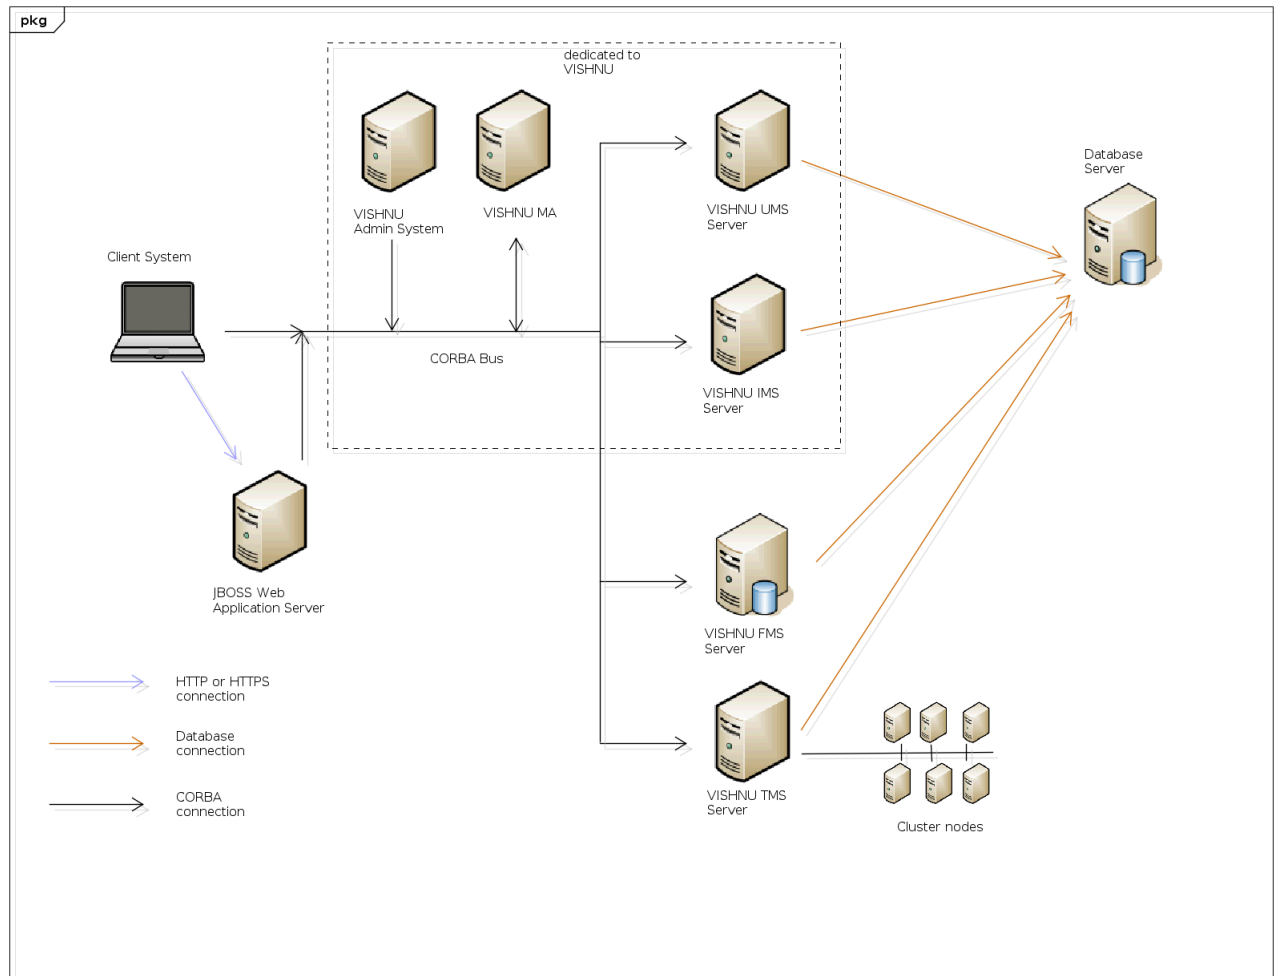 pkg
dedicated to
VISHNU
Database
Server
VISHNU
Admin System
VISHNU MA
VISHNU UMS
Server
Client System
CORBA Bus
VISHNU IMS
Server
JBOSS Web
Application Server
VISHNU FMS
Server
HTTP or HTTPS
connection
Database
connection
CORBA
connection
VISHNU TMS
Server
Cluster nodes